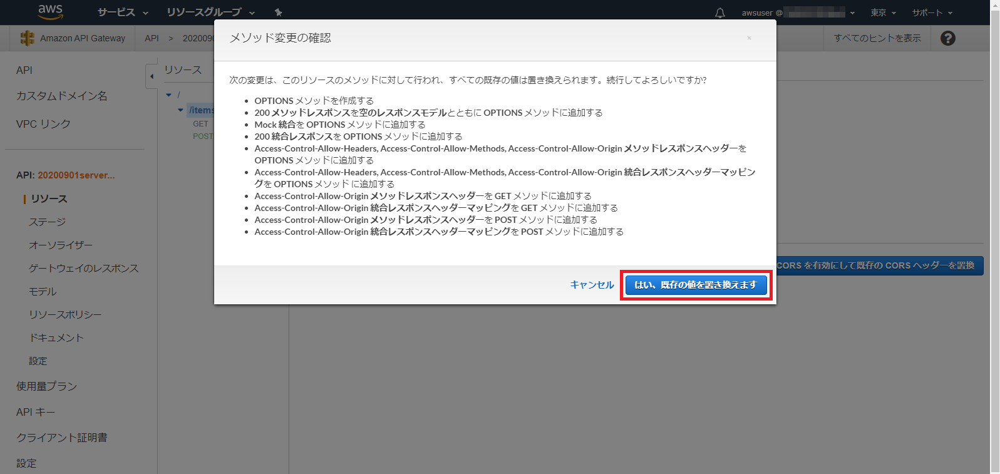 aws サービス リソースグループ awsuser @ 東京 サポート
Amazon API Gateway API > 202009 すべてのヒントを表示 ?
メソッド変更の確認 ×
次の変更は、このリソースのメソッドに対して行われ、すべての既存の値は置き換えられます。続行してよろしいですか?
• OPTIONS メソッドを作成する
• 200 メソッドレスポンスを空のレスポンスモデルとともに OPTIONS メソッドに追加する
• Mock 統合を OPTIONS メソッドに追加する
• 200 統合レスポンスを OPTIONS メソッドに追加する
• Access-Control-Allow-Headers, Access-Control-Allow-Methods, Access-Control-Allow-Origin メソッドレスポンスヘッダーを
OPTIONS メソッドに追加する
• Access-Control-Allow-Headers, Access-Control-Allow-Methods, Access-Control-Allow-Origin 統合レスポンスヘッダーマッピン
グを OPTIONS メソッド に追加する
• Access-Control-Allow-Origin メソッドレスポンスヘッダーを GET メソッドに追加する
• Access-Control-Allow-Origin 統合レスポンスヘッダーマッピングを GET メソッドに追加する
• Access-Control-Allow-Origin メソッドレスポンスヘッダーを POST メソッドに追加する
• Access-Control-Allow-Origin 統合レスポンスヘッダーマッピングを POST メソッドに追加する
キャンセル はい、既存の値を置き換えます
CORS を有効にして既存の CORS ヘッダーを置換
API
カスタムドメイン名
VPC リンク
API: 20200901server...
リソース
ステージ
オーソライザー
ゲートウェイのレスポンス
モデル
リソースポリシー
ドキュメント
設定
使用量プラン
API キー
クライアント証明書
設定
リソース
/
/items
GET
POST